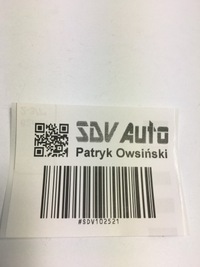 SDV Auto
Patryk Owsiński
#SDV102521